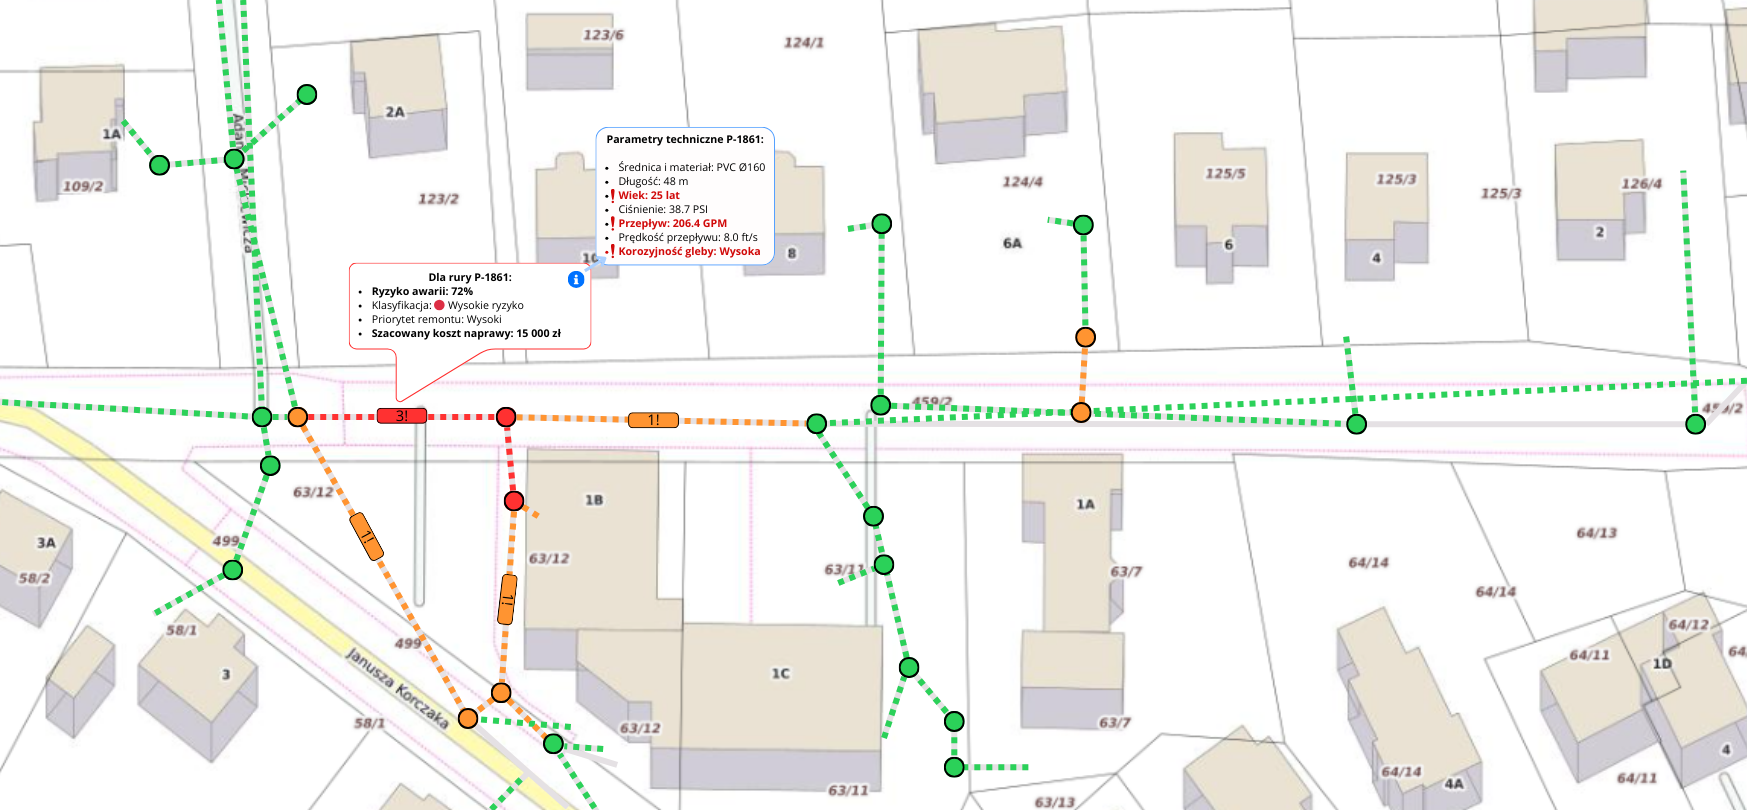 123/6
124/1
2A
1A
109/2
123/2
Parametry techniczne P-1861:
• Średnica i materiał: PVC Ø160
• Długość: 48 m
• ! Wiek: 25 lat
• Ciśnienie: 38.7 PSI
• ! Przepływ: 206.4 GPM
• Prędkość przepływu: 8.0 ft/s
• ! Korozyjność gleby: Wysoka
8
124/4
6A
125/5
6
125/3
4
125/3
126/4
2
Dla rury P-1861:
• Ryzyko awarii: 72%
• Klasyfikacja: Wysokie ryzyko
• Priorytet remontu: Wysoki
• Szacowany koszt naprawy: 15 000 zł
3!
1!
459/2
63/12
1!
1B
63/12
1!
63/11
1A
63/7
64/14
64/13
64/14
499
3A
58/2
58/1
3
499
Janusza Korczaka
58/1
1C
63/12
63/11
63/7
63/13
64/14
4A
64/12
64/11
1D
4
64/11